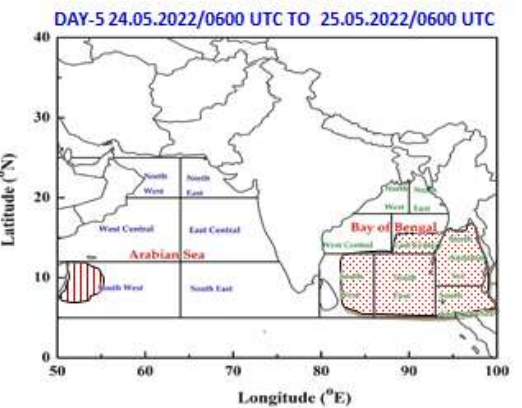 DAY-5 24.05.2022/0600 UTC TO 25.05.2022/0600 UTC
40
30
20
10
0
Latitude (°N)
North West
North East
West Central
East Central
Arabian Sea
South West
South East
North West
North East
Bay of Bengal
West Central
South
East
50 60 70 80 90 100
Longitude (°E)